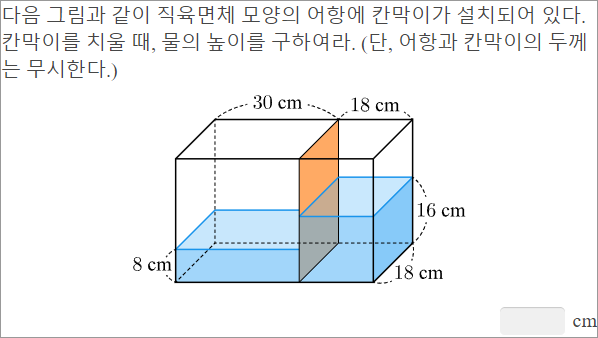 다음 그림과 같이 직육면체 모양의 어항에 칸막이가 설치되어 있다.
칸막이를 치울 때, 물의 높이를 구하여라. (단, 어항과 칸막이의 두께
는 무시한다.)
30 cm
18 cm
16 cm
8 cm
18 cm
cm